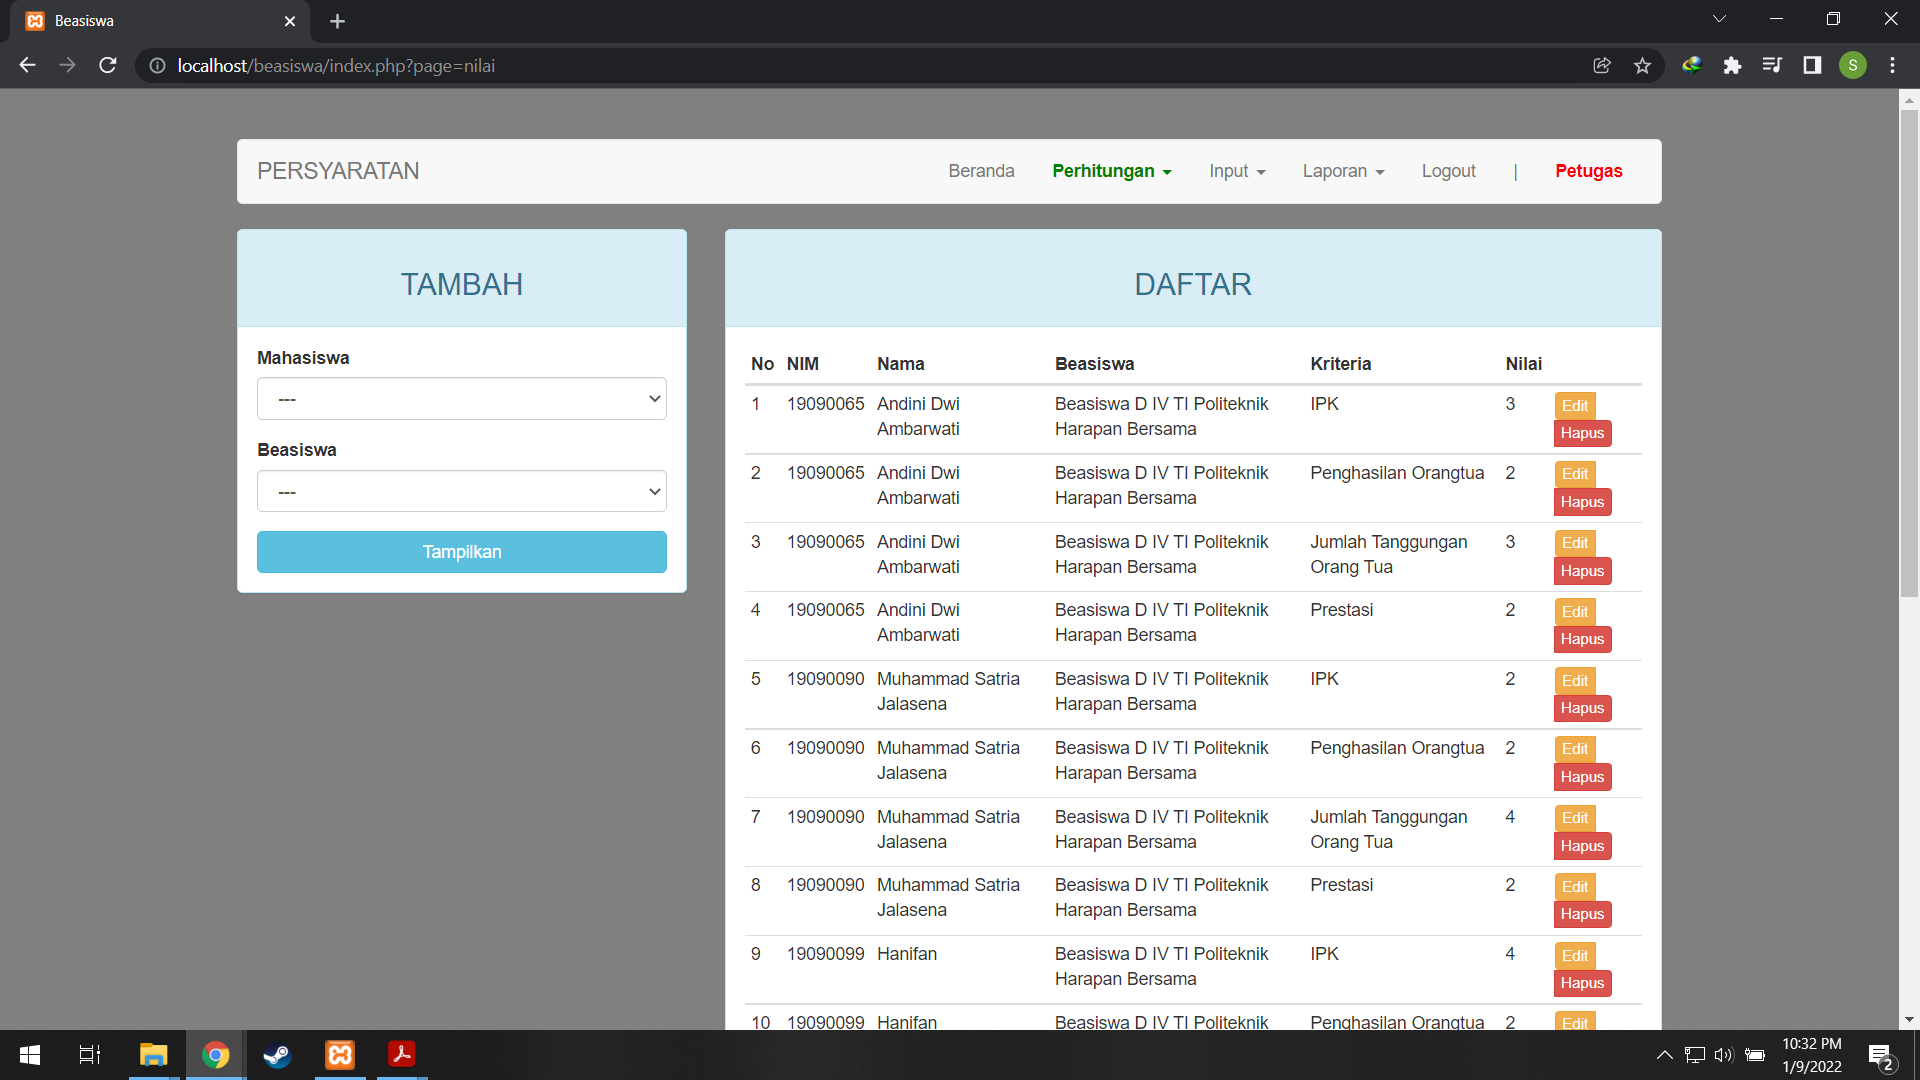 Beasiswa
localhost/beasiswa/index.php?page=nilai
S
PERSYARATAN
Beranda Perhitungan Input Laporan Logout | Petugas
TAMBAH
Mahasiswa
---
Beasiswa
---
Tampilkan
DAFTAR
No NIM Nama Beasiswa Kriteria Nilai
1 19090065 Andini Dwi Beasiswa D IV TI Politeknik IPK 3 Edit
Ambarwati Harapan Bersama Hapus
2 19090065 Andini Dwi Beasiswa D IV TI Politeknik Penghasilan Orangtua 2 Edit
Ambarwati Harapan Bersama Hapus
3 19090065 Andini Dwi Beasiswa D IV TI Politeknik Jumlah Tanggungan 3 Edit
Ambarwati Harapan Bersama Orang Tua Hapus
4 19090065 Andini Dwi Beasiswa D IV TI Politeknik Prestasi 2 Edit
Ambarwati Harapan Bersama Hapus
5 19090090 Muhammad Satria Beasiswa D IV TI Politeknik IPK 2 Edit
Jalasena Harapan Bersama Hapus
6 19090090 Muhammad Satria Beasiswa D IV TI Politeknik Penghasilan Orangtua 2 Edit
Jalasena Harapan Bersama Hapus
7 19090090 Muhammad Satria Beasiswa D IV TI Politeknik Jumlah Tanggungan 4 Edit
Jalasena Harapan Bersama Orang Tua Hapus
8 19090090 Muhammad Satria Beasiswa D IV TI Politeknik Prestasi 2 Edit
Jalasena Harapan Bersama Hapus
9 19090099 Hanifan Beasiswa D IV TI Politeknik IPK 4 Edit
Harapan Bersama Hapus
10 19090099 Hanifan Beasiswa D IV TI Politeknik Penghasilan Orangtua 2 Edit
10:32 PM
1/9/2022
2